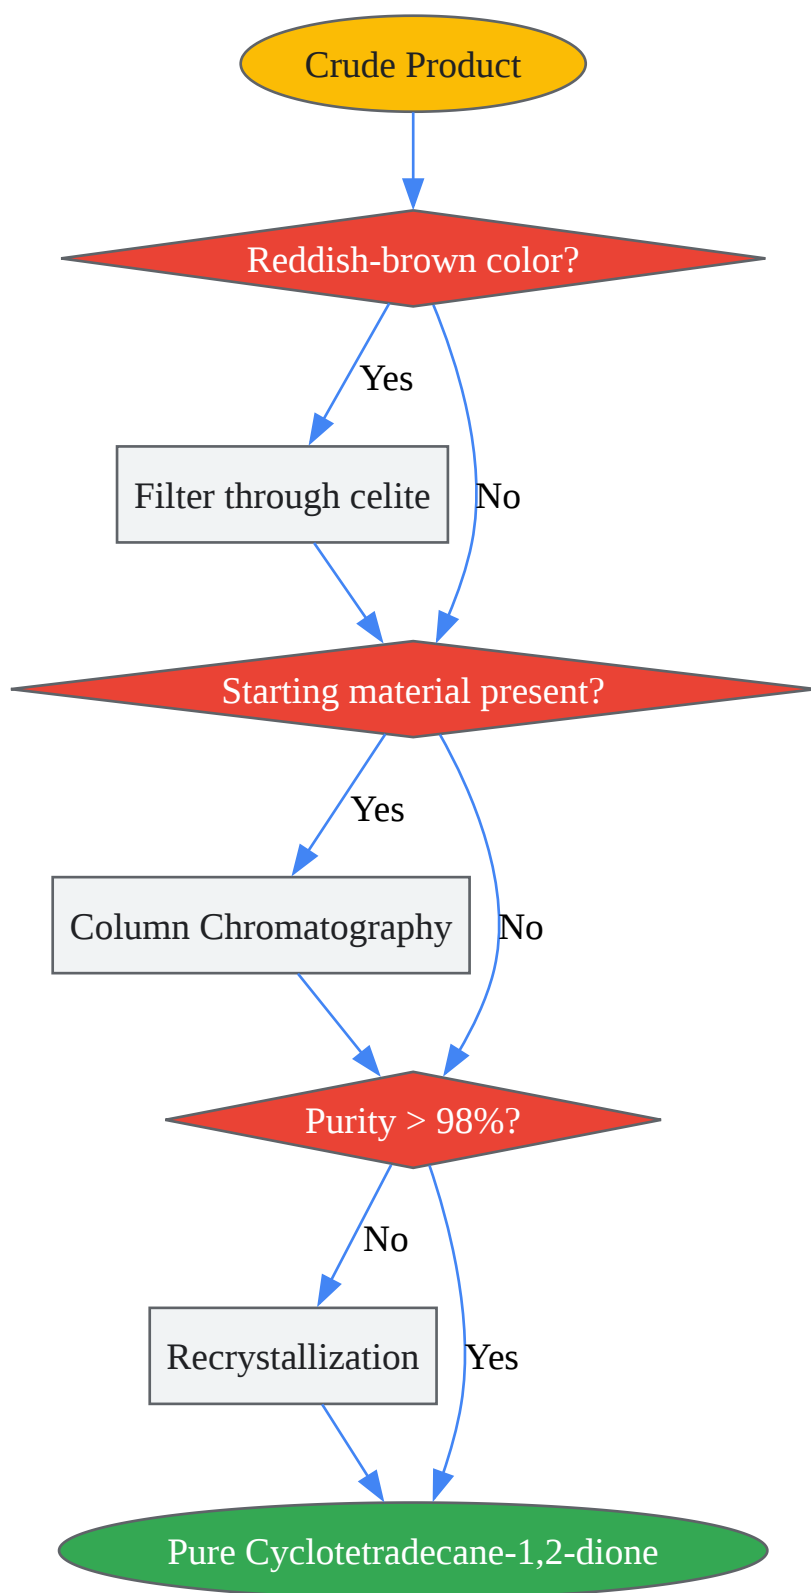 Crude Product
Reddish-brown color?
Yes
Filter through celite
No
Starting material present?
Yes
Column Chromatography
No
Purity > 98%?
No
Recrystallization
Yes
Pure Cyclotetradecane-1,2-dione